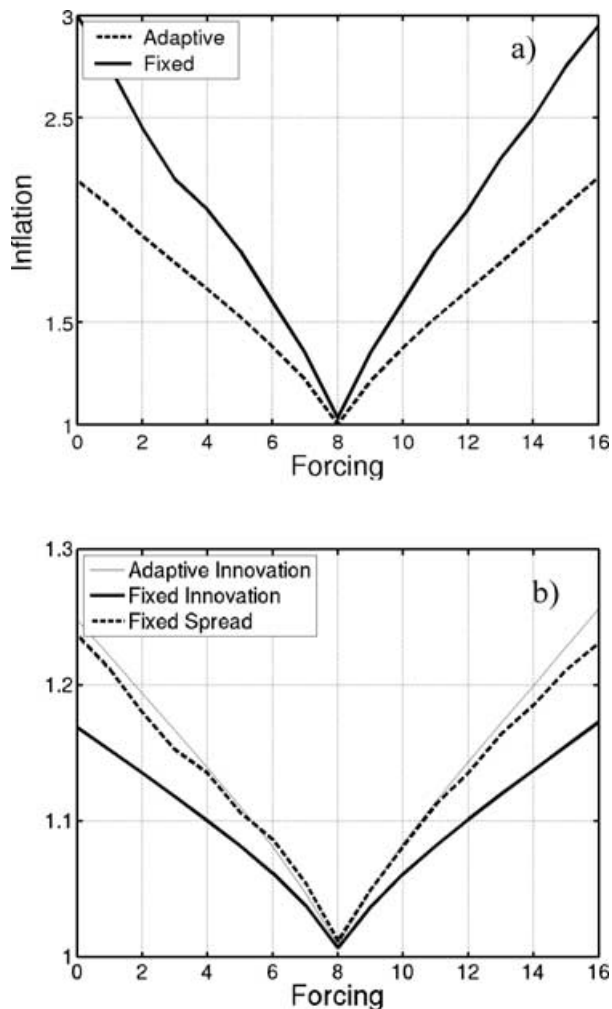 3
Adaptive
Fixed
a)
2.5
Inflation
1.5
1
0 2 4 6 8 10 12 14 16
Forcing
1.3
Adaptive Innovation
Fixed Innovation
Fixed Spread
b)
1.2
1.1
1
0 2 4 6 8 10 12 14 16
Forcing